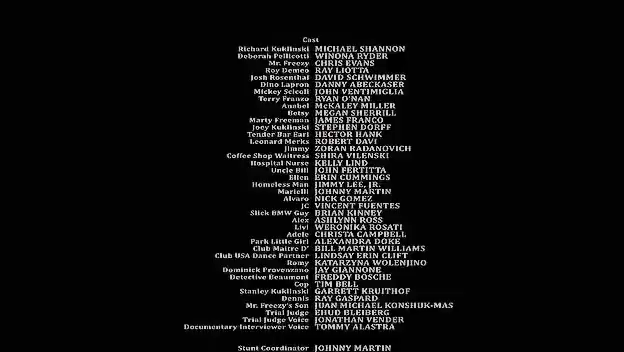 Cast
Richard Kuklinski MICHAEL SHANNON
Deborah Pellicotti WINONA RYDER
Mr. Freezy CHRIS EVANS
Roy Demeo RAY LIOTTA
Josh Rosenthal DAVID SCHWIMMER
Dino Lapron DANNY ABECKASER
Mickey Scicoli JOHN VENTIMIGLIA
Terry Franzo RYAN O'NAN
Anabel McKALEY MILLER
Betsy MEGAN SHERRILL
Marty Freeman JAMES FRANCO
Joey Kuklinski STEPHEN DORFF
Tender Bar Earl HECTOR HANK
Leonard Merks ROBERT DAVI
Jimmy ZORAN RADANOVICH
Coffee Shop Waitress SHIRA VILENSKI
Hospital Nurse KELLY LIND
Uncle Bill JOHN FERTITTA
Ellen ERIN CUMMINGS
Homeless Man JIMMY LEE, JR.
Marielli JOHNNY MARTIN
Alvaro NICK GOMEZ
JC VINCENT FUENTES
Slick BMW Guy BRIAN KINNEY
Alex ASHLYNN ROSS
Livi WERONIKA ROSATI
Adele CHRISTA CAMPBELL
Park Little Girl ALEXANDRA DOKE
Club Maitre D' BILL MARTIN WILLIAMS
Club USA Dance Partner LINDSAY ERIN CLIFT
Romy KATARZYNA WOLENJINO
Dominick Provenzano JAY GIANNONE
Detective Beaumont FREDDY BOSCHE
Cop TIM BELL
Stanley Kuklinski GARRETT KRUITHOF
Dennis RAY GASPARD
Mr. Freezy's Son JUAN MICHAEL KONSHUK-MAS
Trial Judge EHUD BLEIBERG
Trial Judge Voice JONATHAN VENDER
Documentary Interviewer Voice TOMMY ALASTRA
Stunt Coordinator JOHNNY MARTIN